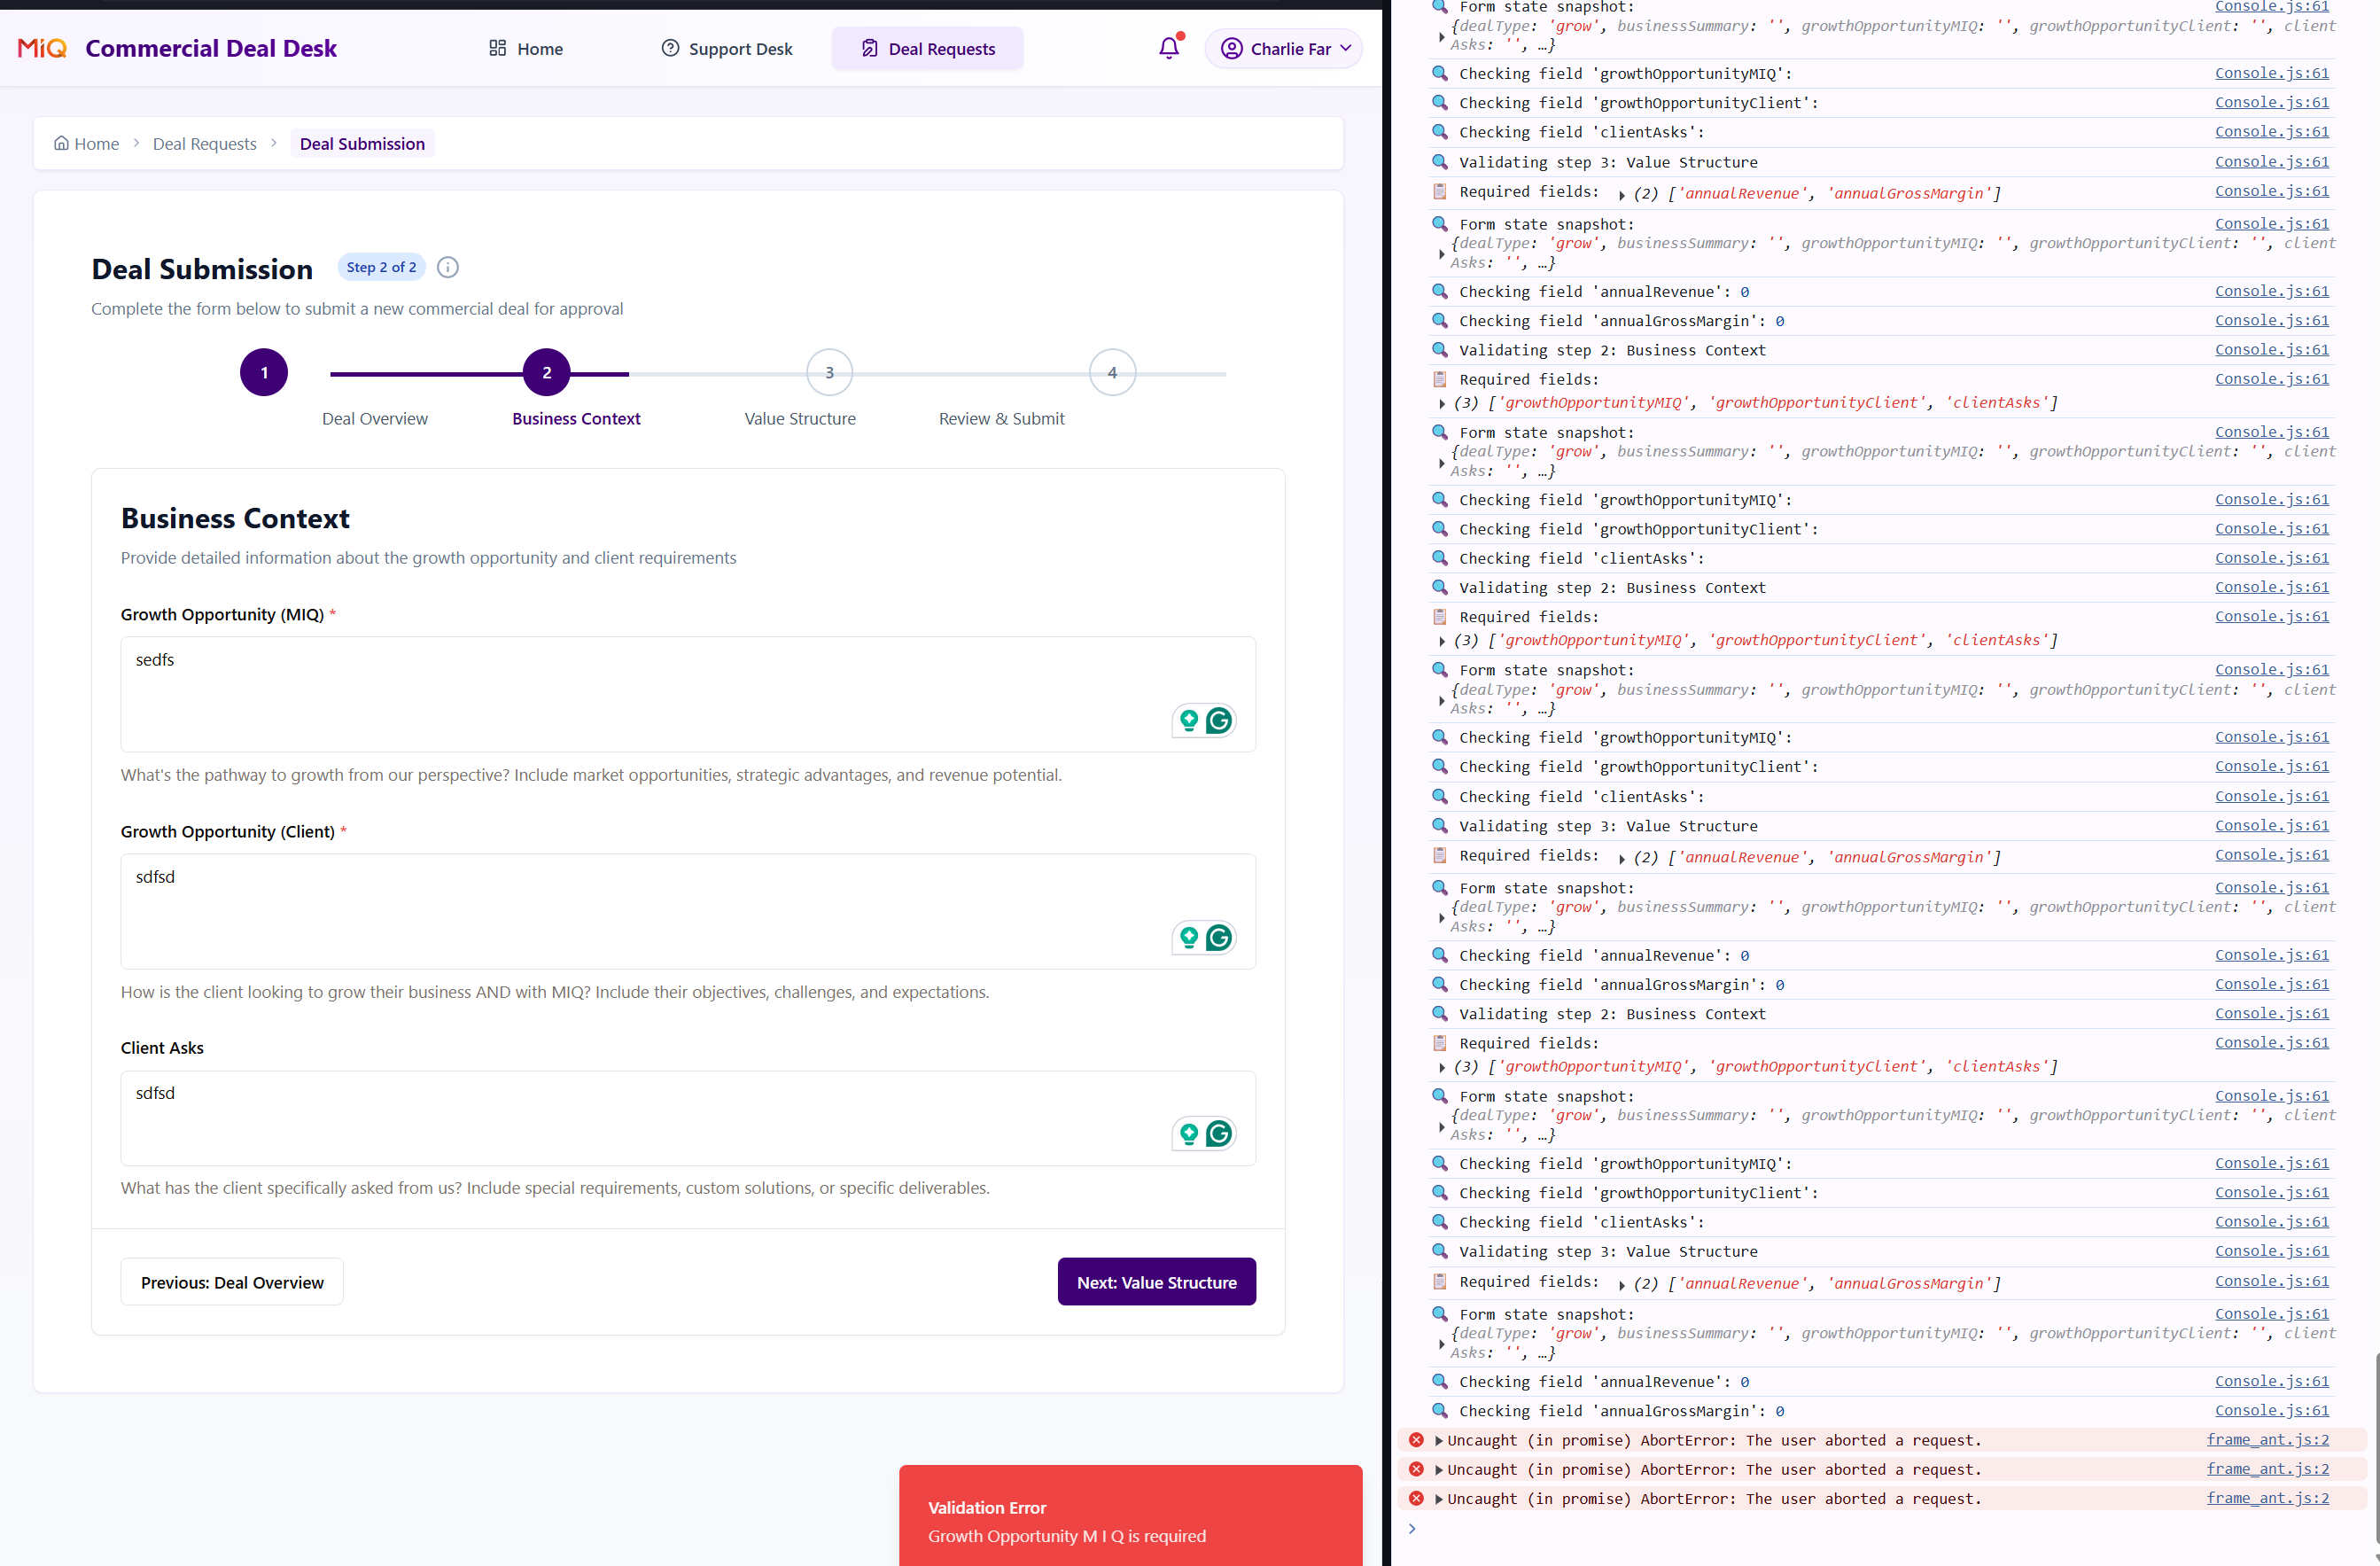 MiQ Commercial Deal Desk
Home
Support Desk
Deal Requests
Charlie Far
Home > Deal Requests > Deal Submission
Deal Submission
Step 2 of 2
Complete the form below to submit a new commercial deal for approval
1
2
3
4
Deal Overview
Business Context
Value Structure
Review & Submit
Business Context
Provide detailed information about the growth opportunity and client requirements
Growth Opportunity (MIQ) *
sedfs
What's the pathway to growth from our perspective? Include market opportunities, strategic advantages, and revenue potential.
Growth Opportunity (Client) *
sdfsd
How is the client looking to grow their business AND with MIQ? Include their objectives, challenges, and expectations.
Client Asks
sdfsd
What has the client specifically asked from us? Include special requirements, custom solutions, or specific deliverables.
Previous: Deal Overview
Next: Value Structure
Validation Error
Growth Opportunity M I Q is required
Form state snapshot: Console.js:61
{dealType: 'grow', businessSummary: '', growthOpportunityMIQ: '', growthOpportunityClient: '', client
Asks: '', …}
Checking field 'growthOpportunityMIQ': Console.js:61
Checking field 'growthOpportunityClient': Console.js:61
Checking field 'clientAsks': Console.js:61
Validating step 3: Value Structure Console.js:61
Required fields: (2) ['annualRevenue', 'annualGrossMargin'] Console.js:61
Form state snapshot: Console.js:61
{dealType: 'grow', businessSummary: '', growthOpportunityMIQ: '', growthOpportunityClient: '', client
Asks: '', …}
Checking field 'annualRevenue': 0 Console.js:61
Checking field 'annualGrossMargin': 0 Console.js:61
Validating step 2: Business Context Console.js:61
Required fields: Console.js:61
(3) ['growthOpportunityMIQ', 'growthOpportunityClient', 'clientAsks']
Form state snapshot: Console.js:61
{dealType: 'grow', businessSummary: '', growthOpportunityMIQ: '', growthOpportunityClient: '', client
Asks: '', …}
Checking field 'growthOpportunityMIQ': Console.js:61
Checking field 'growthOpportunityClient': Console.js:61
Checking field 'clientAsks': Console.js:61
Validating step 2: Business Context Console.js:61
Required fields: Console.js:61
(3) ['growthOpportunityMIQ', 'growthOpportunityClient', 'clientAsks']
Form state snapshot: Console.js:61
{dealType: 'grow', businessSummary: '', growthOpportunityMIQ: '', growthOpportunityClient: '', client
Asks: '', …}
Checking field 'growthOpportunityMIQ': Console.js:61
Checking field 'growthOpportunityClient': Console.js:61
Checking field 'clientAsks': Console.js:61
Validating step 3: Value Structure Console.js:61
Required fields: (2) ['annualRevenue', 'annualGrossMargin'] Console.js:61
Form state snapshot: Console.js:61
{dealType: 'grow', businessSummary: '', growthOpportunityMIQ: '', growthOpportunityClient: '', client
Asks: '', …}
Checking field 'annualRevenue': 0 Console.js:61
Checking field 'annualGrossMargin': 0 Console.js:61
Validating step 2: Business Context Console.js:61
Required fields: Console.js:61
(3) ['growthOpportunityMIQ', 'growthOpportunityClient', 'clientAsks']
Form state snapshot: Console.js:61
{dealType: 'grow', businessSummary: '', growthOpportunityMIQ: '', growthOpportunityClient: '', client
Asks: '', …}
Checking field 'growthOpportunityMIQ': Console.js:61
Checking field 'growthOpportunityClient': Console.js:61
Checking field 'clientAsks': Console.js:61
Validating step 3: Value Structure Console.js:61
Required fields: (2) ['annualRevenue', 'annualGrossMargin'] Console.js:61
Form state snapshot: Console.js:61
{dealType: 'grow', businessSummary: '', growthOpportunityMIQ: '', growthOpportunityClient: '', client
Asks: '', …}
Checking field 'annualRevenue': 0 Console.js:61
Checking field 'annualGrossMargin': 0 Console.js:61
Uncaught (in promise) AbortError: The user aborted a request. frame_ant.js:2
Uncaught (in promise) AbortError: The user aborted a request. frame_ant.js:2
Uncaught (in promise) AbortError: The user aborted a request. frame_ant.js:2